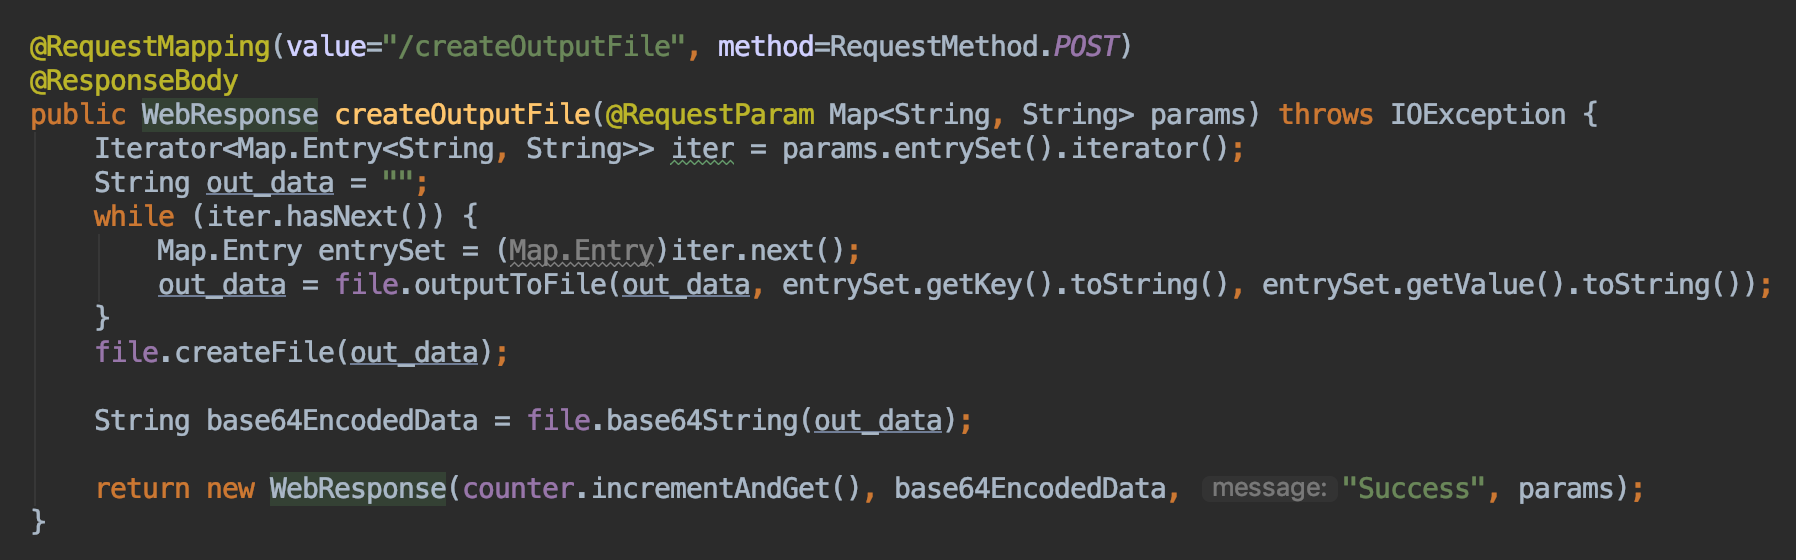 @RequestMapping(value="/createOutputFile", method=RequestMethod.POST)
@ResponseBody
public WebResponse createOutputFile(@RequestParam Map<String, String> params) throws IOException {
    Iterator<Map.Entry<String, String>> iter = params.entrySet().iterator();
    String out_data = "";
    while (iter.hasNext()) {
        Map.Entry entrySet = (Map.Entry)iter.next();
        out_data = file.outputToFile(out_data, entrySet.getKey().toString(), entrySet.getValue().toString());
    }
    file.createFile(out_data);
    String base64EncodedData = file.base64String(out_data);
    return new WebResponse(counter.incrementAndGet(), base64EncodedData, message: "Success", params);
}